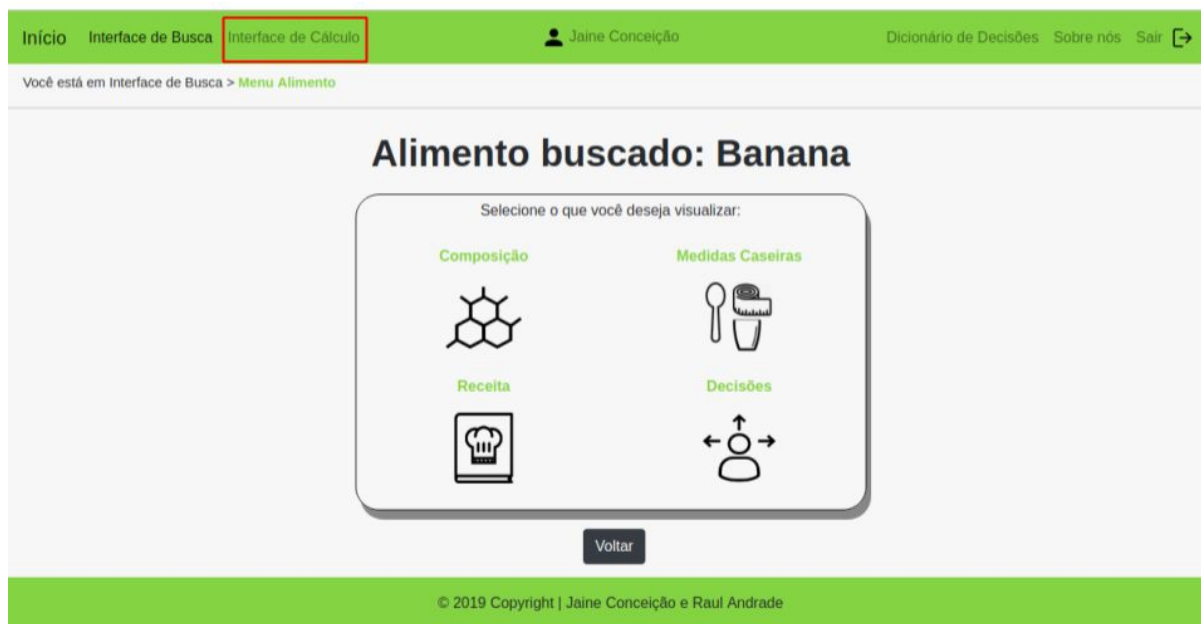 Início Interface de Busca Interface de Cálculo Jaine Conceição Dicionário de Decisões Sobre nós Sair
Você está em Interface de Busca > Menu Alimento
Alimento buscado: Banana
Selecione o que você deseja visualizar:
Composição Medidas Caseiras
Receita Decisões
Voltar
© 2019 Copyright | Jaine Conceição e Raul Andrade